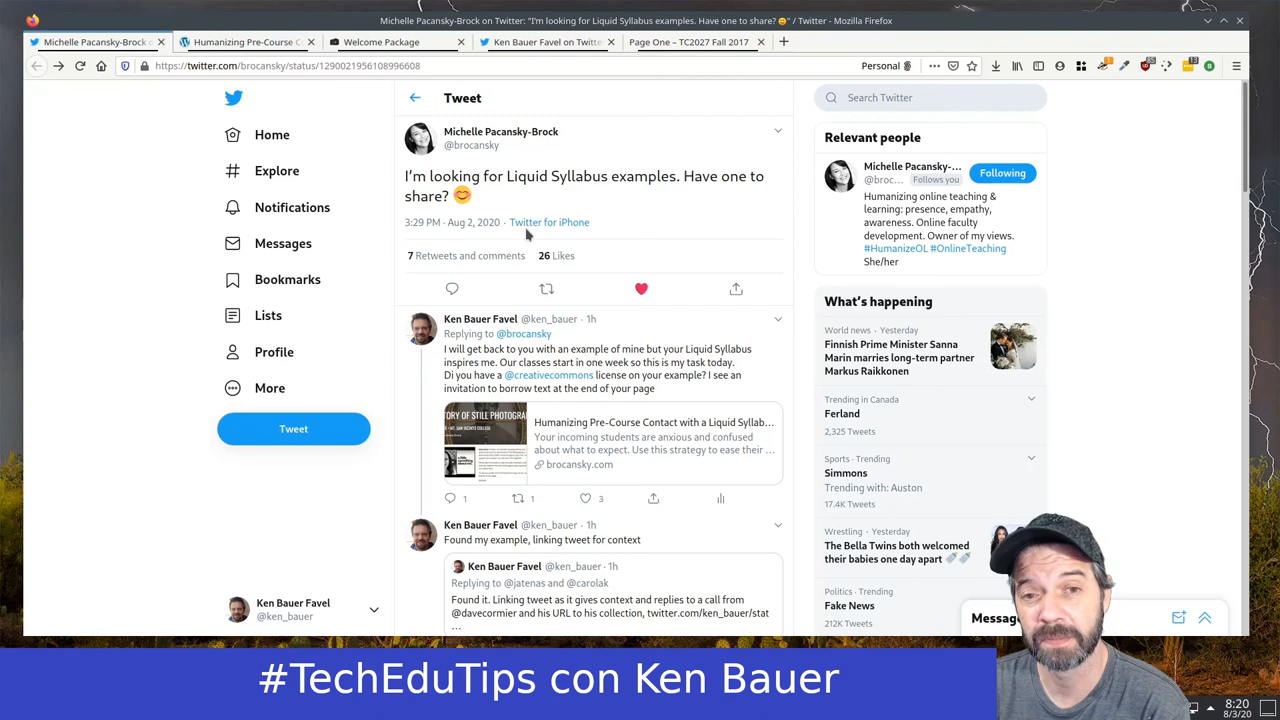 Michelle Pacansky-Brock on Twitter: "I'm looking for Liquid Syllabus examples. Have one to share? 😊" / Twitter - Mozilla Firefox
Michelle Pacansky-Brock o
Humanizing Pre-Course C
Welcome Package
Ken Bauer Favel on Twitte
Page One – TC2027 Fall 2017
https://twitter.com/brocansky/status/1290021956108996608
Personal
Home
Explore
Notifications
Messages
Bookmarks
Lists
Profile
More
Tweet
Ken Bauer Favel
@ken_bauer
Tweet
Michelle Pacansky-Brock
@brocansky
I'm looking for Liquid Syllabus examples. Have one to
share? 😊
3:29 PM · Aug 2, 2020 · Twitter for iPhone
7 Retweets and comments 26 Likes
Ken Bauer Favel @ken_bauer · 1h
Replying to @brocansky
I will get back to you with an example of mine but your Liquid Syllabus
inspires me. Our classes start in one week so this is my task today.
Di you have a @creativecommons license on your example? I see an
invitation to borrow text at the end of your page
TORY OF STILL PHOTOGRA
Humanizing Pre-Course Contact with a Liquid Syllab...
Your incoming students are anxious and confused
about what to expect. Use this strategy to ease their ...
brocansky.com
1 1 3
Ken Bauer Favel @ken_bauer · 1h
Found my example, linking tweet for context
Ken Bauer Favel @ken_bauer · 1h
Replying to @jatenas and @carolak
Found it. Linking tweet as it gives context and replies to a call from
@davecormier and his URL to his collection, twitter.com/ken_bauer/stat
...
Search Twitter
Relevant people
Michelle Pacansky-...
@broc... Follows you
Following
Humanizing online teaching &
learning: presence, empathy,
awareness. Online faculty
development. Owner of my views.
#HumanizeOL #OnlineTeaching
She/her
What's happening
World news · Yesterday
Finnish Prime Minister Sanna
Marin marries long-term partner
Markus Raikkonen
Trending in Canada
Ferland
2,325 Tweets
Sports · Trending
Simmons
Trending with: Auston
17.4K Tweets
Wrestling · Yesterday
The Bella Twins both welcomed
their babies one day apart 🍼🍼
Politics · Trending
Fake News
212K Tweets
Messag
#TechEduTips con Ken Bauer
8:20
8/3/20